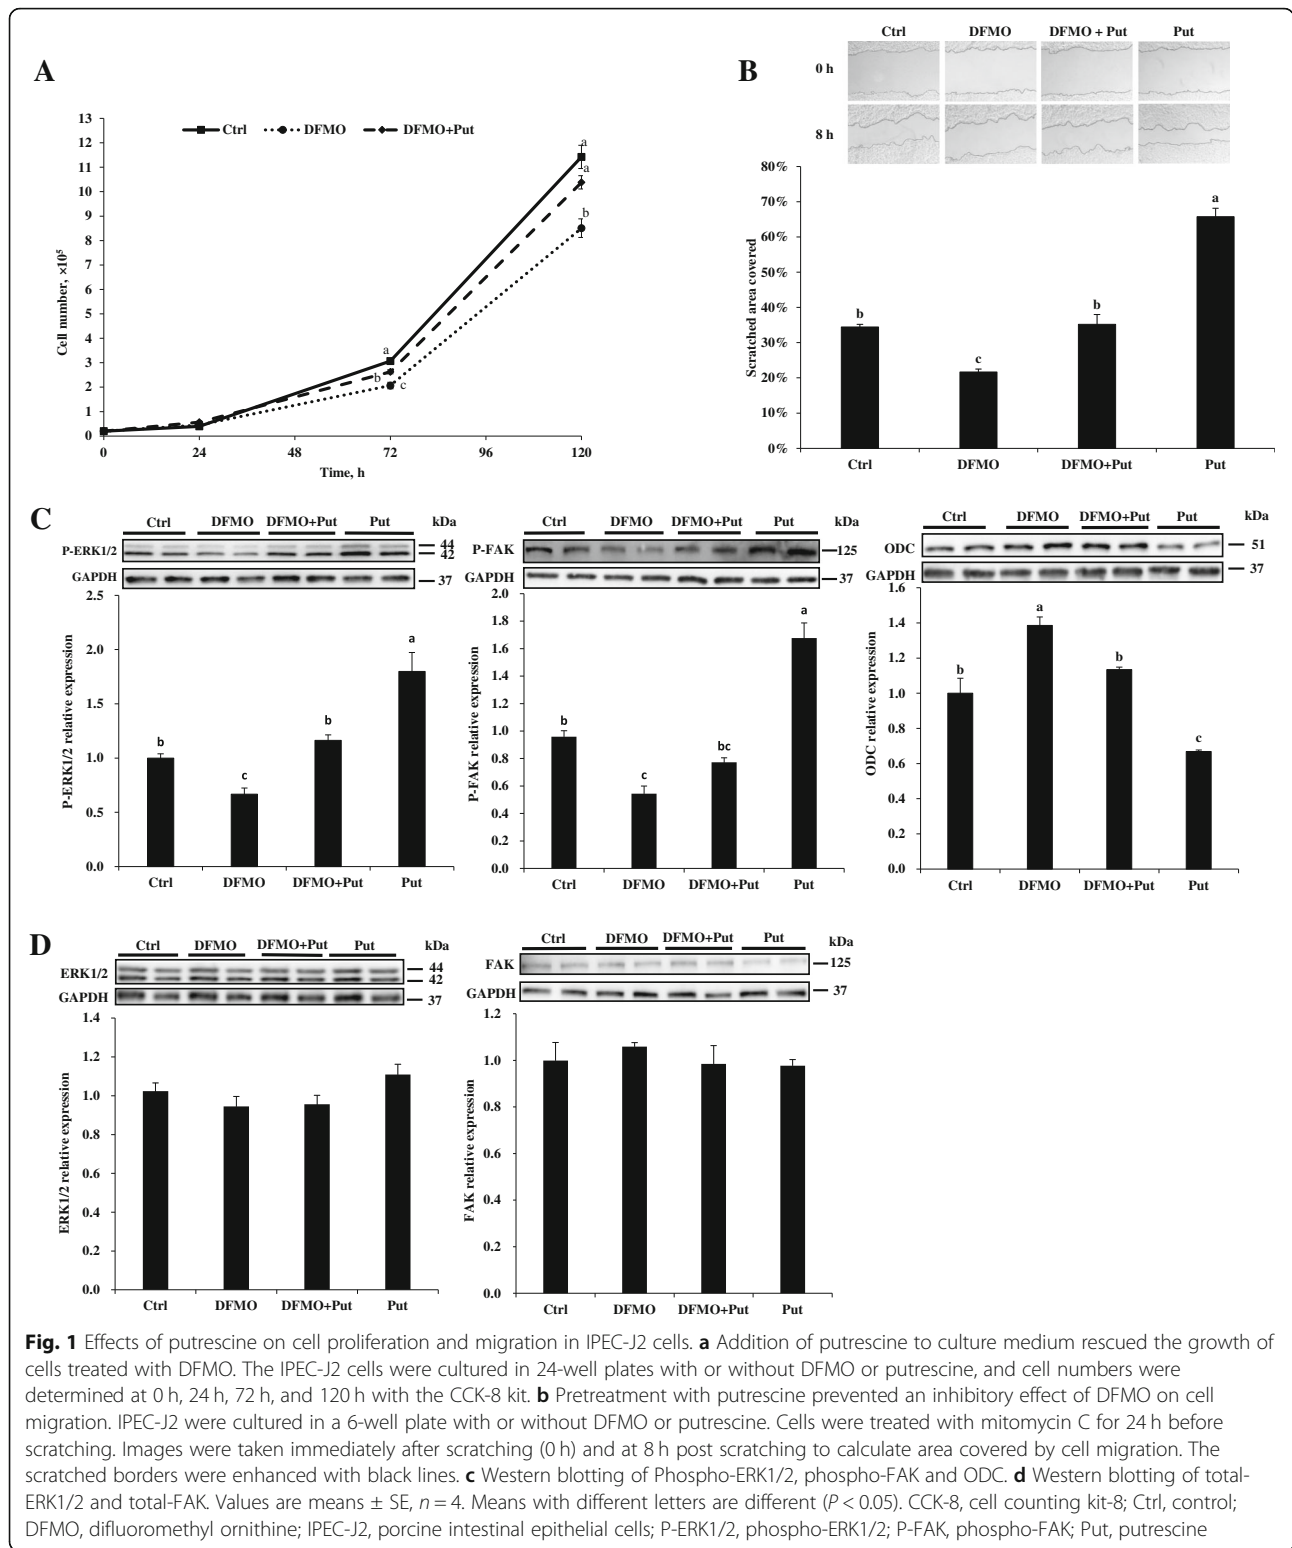 A
13
12
11
10
9
8
7
6
5
4
3
2
1
0
Cell number, ×10⁵
Ctrl DFMO DFMO+Put
a
a
b
a
b
c
0 24 48 72 96 120
Time, h
B
Ctrl DFMO DFMO + Put Put
0 h
8 h
80%
70%
60%
50%
40%
30%
20%
10%
0%
Scratched area covered
b
c
b
a
Ctrl DFMO DFMO+Put Put
C
Ctrl DFMO DFMO+Put Put kDa
P-ERK1/2 44
42
GAPDH 37
2.5
2.0
1.5
1.0
0.5
0.0
P-ERK1/2 relative expression
b
c
b
a
Ctrl DFMO DFMO+Put Put
Ctrl DFMO DFMO+Put Put kDa
P-FAK 125
GAPDH 37
2.0
1.8
1.6
1.4
1.2
1.0
0.8
0.6
0.4
0.2
0.0
P-FAK relative expression
b
c
bc
a
Ctrl DFMO DFMO+Put Put
Ctrl DFMO DFMO+Put Put kDa
ODC 51
GAPDH 37
1.6
1.4
1.2
1.0
0.8
0.6
0.4
0.2
0.0
ODC relative expression
b
a
b
c
Ctrl DFMO DFMO+Put Put
D
Ctrl DFMO DFMO+Put Put kDa
ERK1/2 44
42
GAPDH 37
1.4
1.2
1.0
0.8
0.6
0.4
0.2
0.0
ERK1/2 relative expression
Ctrl DFMO DFMO+Put Put
Ctrl DFMO DFMO+Put Put kDa
FAK 125
GAPDH 37
1.2
1.0
0.8
0.6
0.4
0.2
0.0
FAK relative expression
Ctrl DFMO DFMO+Put Put
Fig. 1 Effects of putrescine on cell proliferation and migration in IPEC-J2 cells. a Addition of putrescine to culture medium rescued the growth of
cells treated with DFMO. The IPEC-J2 cells were cultured in 24-well plates with or without DFMO or putrescine, and cell numbers were
determined at 0 h, 24 h, 72 h, and 120 h with the CCK-8 kit. b Pretreatment with putrescine prevented an inhibitory effect of DFMO on cell
migration. IPEC-J2 were cultured in a 6-well plate with or without DFMO or putrescine. Cells were treated with mitomycin C for 24 h before
scratching. Images were taken immediately after scratching (0 h) and at 8 h post scratching to calculate area covered by cell migration. The
scratched borders were enhanced with black lines. c Western blotting of Phospho-ERK1/2, phospho-FAK and ODC. d Western blotting of total-
ERK1/2 and total-FAK. Values are means ± SE, n = 4. Means with different letters are different (P < 0.05). CCK-8, cell counting kit-8; Ctrl, control;
DFMO, difluoromethyl ornithine; IPEC-J2, porcine intestinal epithelial cells; P-ERK1/2, phospho-ERK1/2; P-FAK, phospho-FAK; Put, putrescine